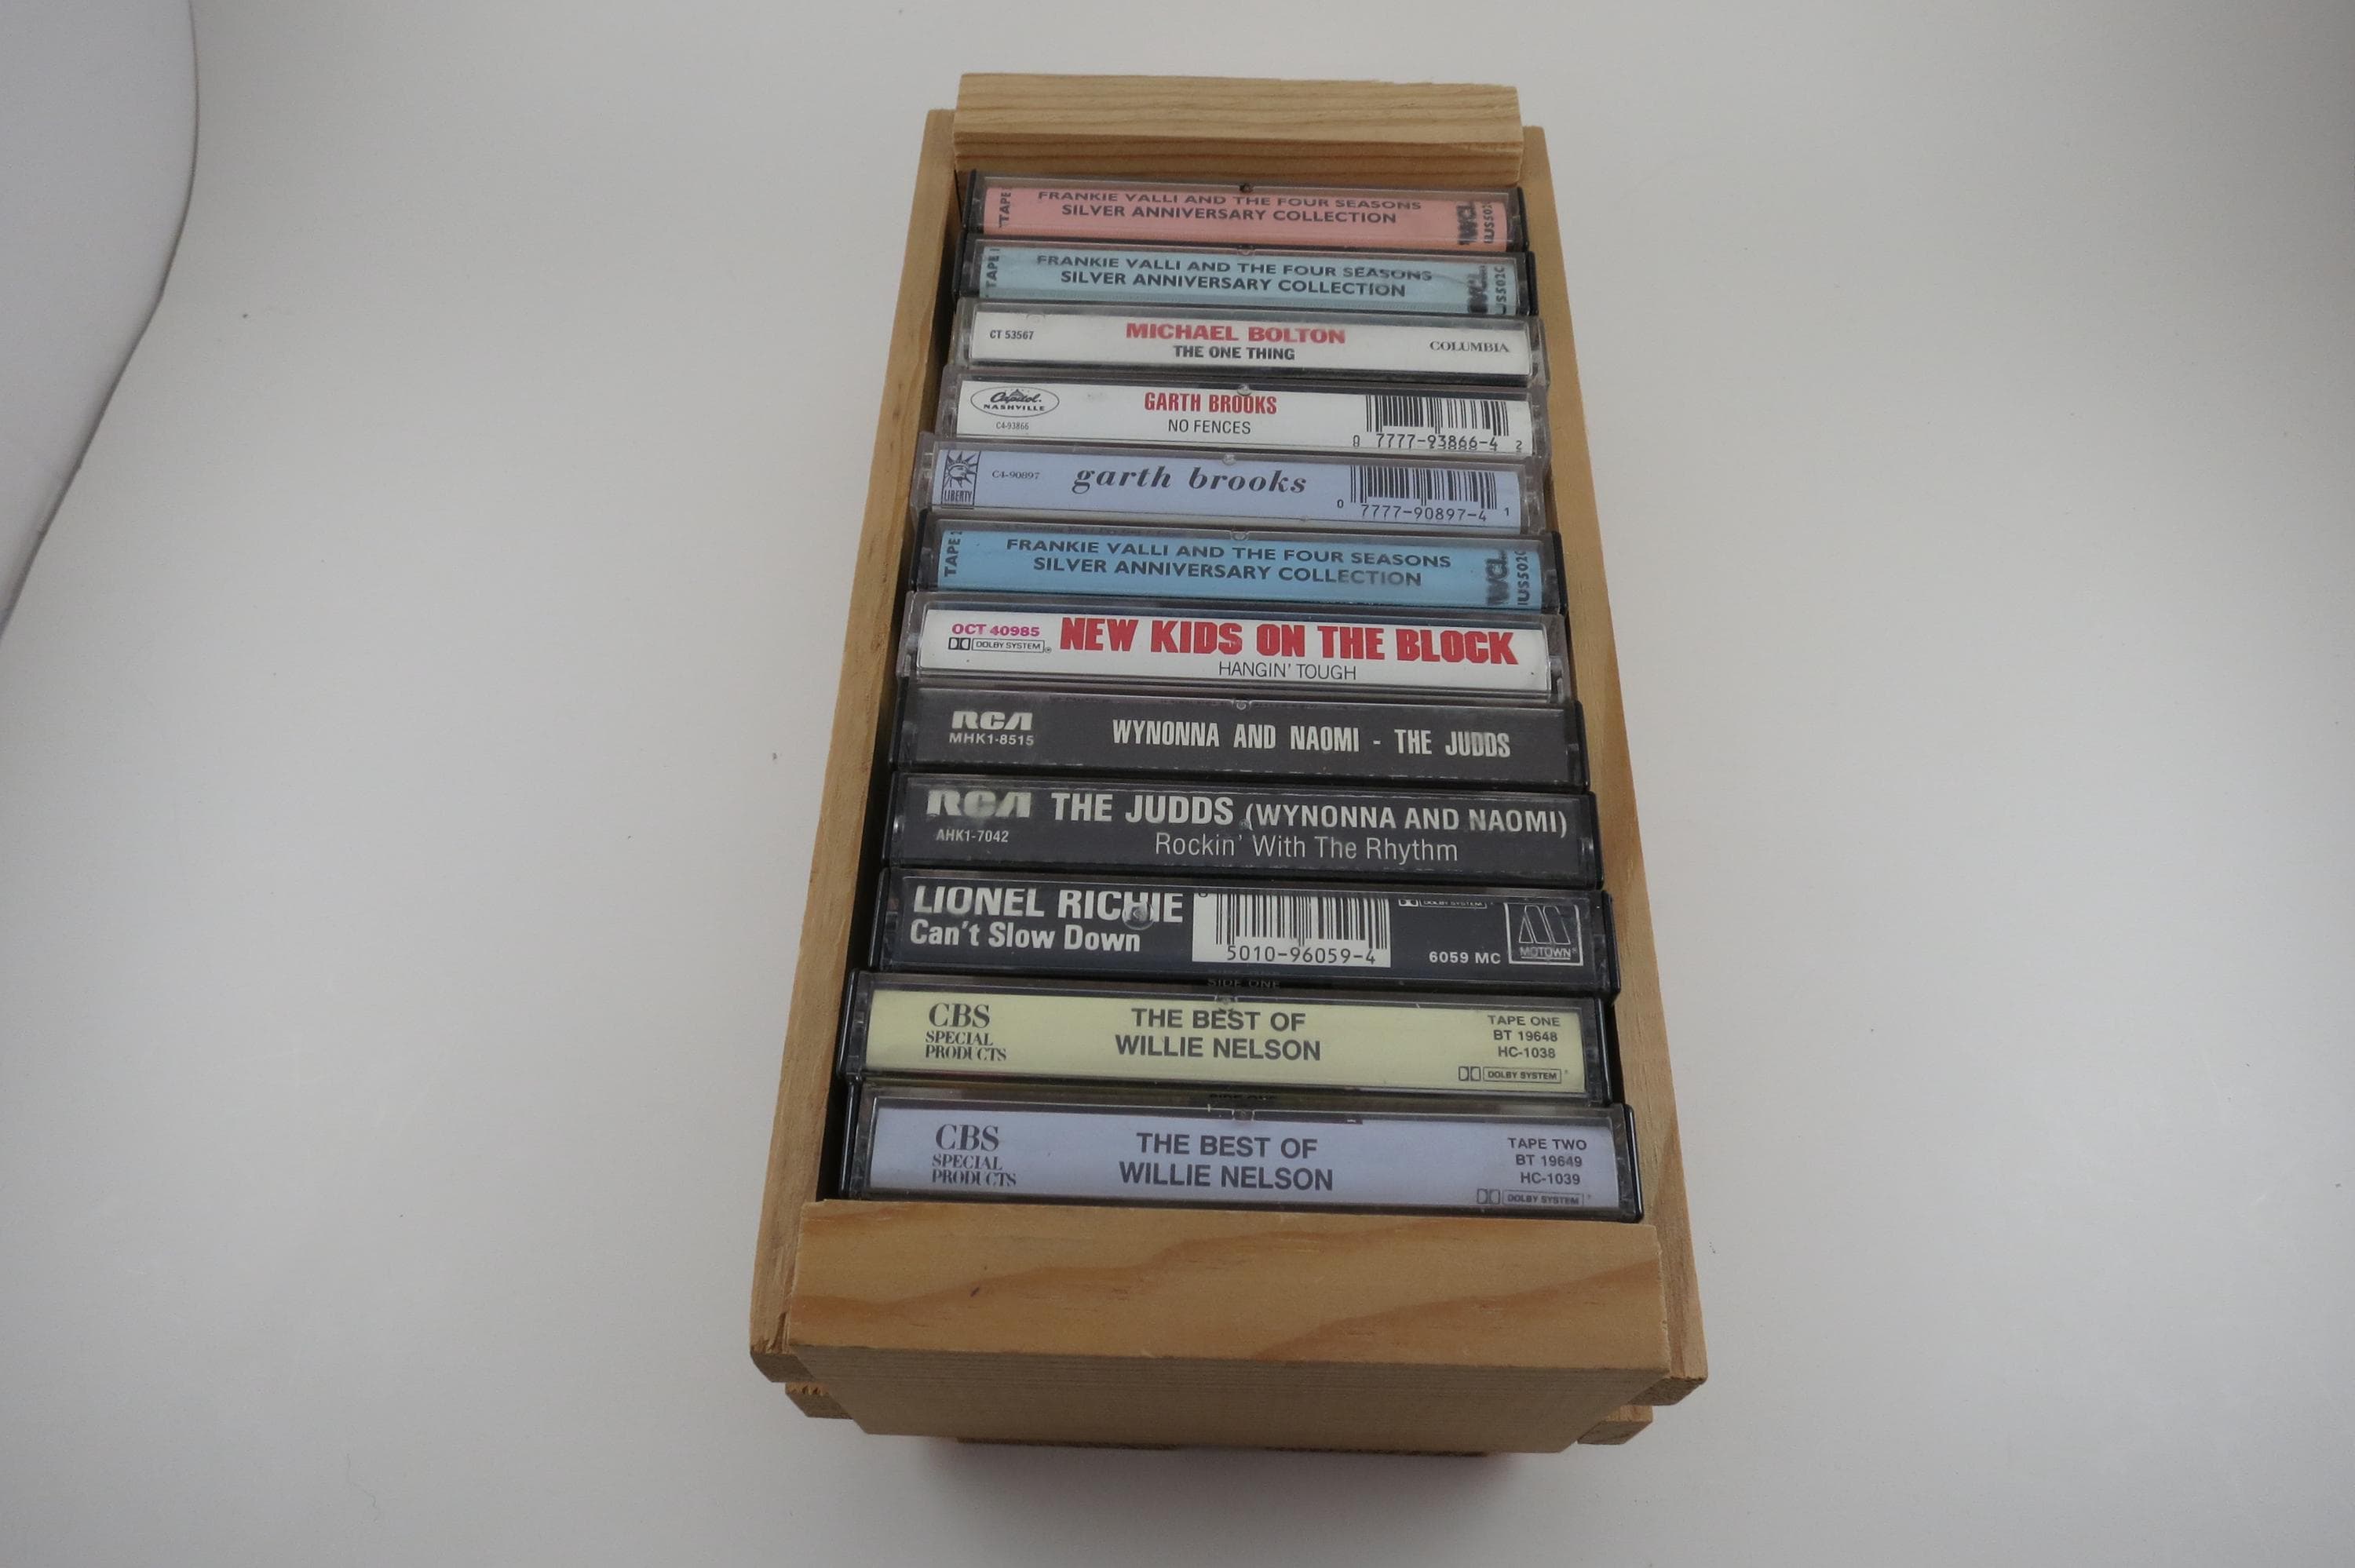 TAPE
FRANKIE VALLI AND THE FOUR SEASONS
SILVER ANNIVERSARY COLLECTION
TAPE 1
FRANKIE VALLI AND THE FOUR SEASONS
SILVER ANNIVERSARY COLLECTION
CT 53567
MICHAEL BOLTON
THE ONE THING
COLUMBIA
Capitol.
NASHVILLE
C4-93866
GARTH BROOKS
NO FENCES
0 7777-93866-4 2
LIBERTY
C4-90897
garth brooks
0 7777-90897-4 1
TAPE
FRANKIE VALLI AND THE FOUR SEASONS
SILVER ANNIVERSARY COLLECTION
OCT 40985
DOLBY SYSTEM
NEW KIDS ON THE BLOCK
HANGIN' TOUGH
RCA
MHK1-8515
WYNONNA AND NAOMI - THE JUDDS
RCA
AHK1-7042
THE JUDDS (WYNONNA AND NAOMI)
Rockin' With The Rhythm
LIONEL RICHIE
Can't Slow Down
5010-96059-4
DOLBY SYSTEM
6059 MC
MOTOWN
SIDE ONE
CBS
SPECIAL
PRODUCTS
THE BEST OF
WILLIE NELSON
TAPE ONE
BT 19648
HC-1038
DOLBY SYSTEM
CBS
SPECIAL
PRODUCTS
THE BEST OF
WILLIE NELSON
TAPE TWO
BT 19649
HC-1039
DOLBY SYSTEM